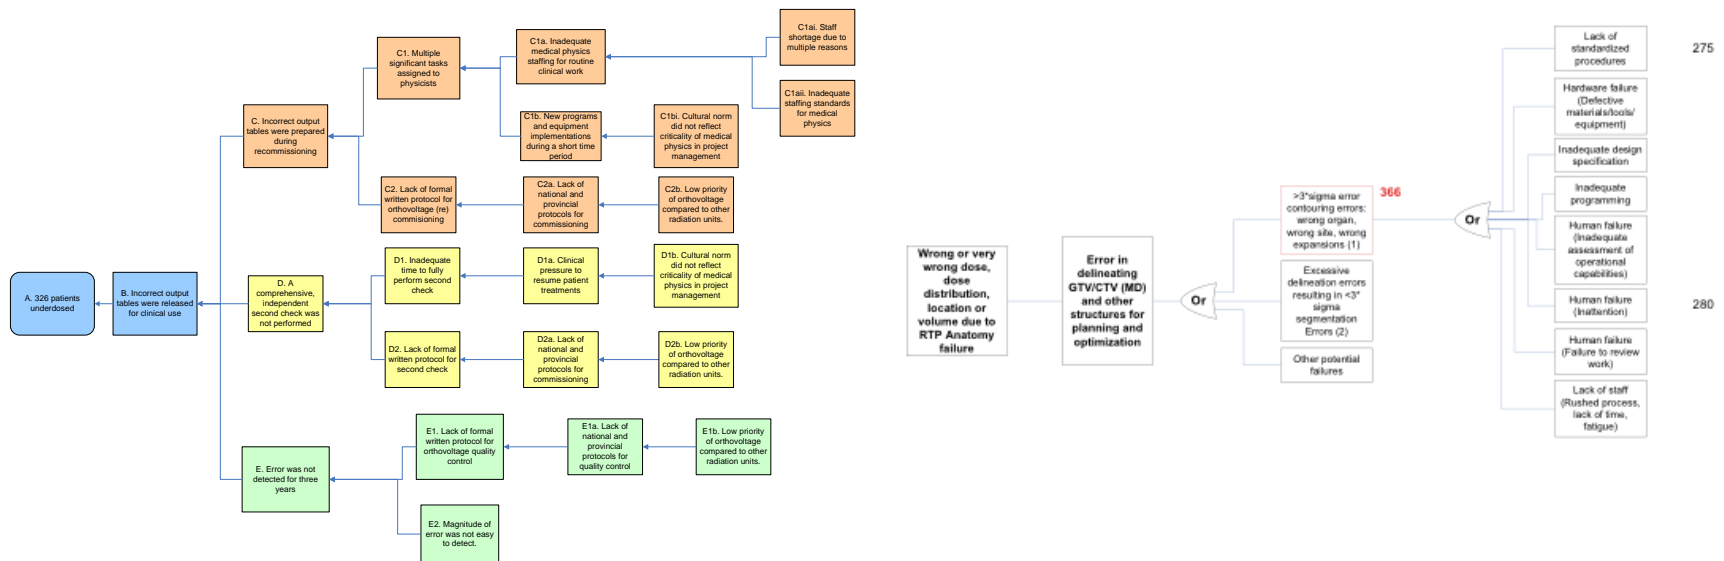 A. 326 patients
underdosed
B. Incorrect output
tables were released
for clinical use
C. Incorrect output
tables were prepared
during
recommissioning
C1. Multiple
significant tasks
assigned to
physicists
C1a. Inadequate
medical physics
staffing for routine
clinical work
C1ai. Staff
shortage due to
multiple reasons
C1aii. Inadequate
staffing standards
for medical
physics
C1b. New programs
and equipment
implementations
during a short time
period
C1bi. Cultural norm
did not reflect
criticality of medical
physics in project
management
C2. Lack of formal
written protocol for
orthovoltage (re)
commisioning
C2a. Lack of
national and
provincial
protocols for
commissioning
C2b. Low priority
of orthovoltage
compared to other
radiation units.
D. A
comprehensive,
independent
second check was
not performed
D1. Inadequate
time to fully
perform second
check
D1a. Clinical
pressure to
resume patient
treatments
D1b. Cultural norm
did not reflect
criticality of medical
physics in project
management
D2. Lack of formal
written protocol for
second check
D2a. Lack of
national and
provincial
protocols for
commissioning
D2b. Low priority
of orthovoltage
compared to other
radiation units.
E. Error was not
detected for three
years
E1. Lack of formal
written protocol for
orthovoltage quality
control
E1a. Lack of
national and
provincial
protocols for
quality control
E1b. Low priority
of orthovoltage
compared to other
radiation units.
E2. Magnitude of
error was not easy
to detect.
Wrong or very
wrong dose,
dose
distribution,
location or
volume due to
RTP Anatomy
failure
Error in
delineating
GTV/CTV (MD)
and other
structures for
planning and
optimization
Or
>3*sigma error
contouring errors:
wrong organ,
wrong site, wrong
expansions (1)
366
Excessive
delineation errors
resulting in <3*
sigma
segmentation
Errors (2)
Other potential
failures
Or
Lack of
standardized
procedures
275
Hardware failure
(Defective
materials/tools/
equipment)
Inadequate design
specification
Inadequate
programming
Human failure
(Inadequate
assessment of
operational
capabilities)
Human failure
(Inattention)
280
Human failure
(Failure to review
work)
Lack of staff
(Rushed process,
lack of time,
fatigue)